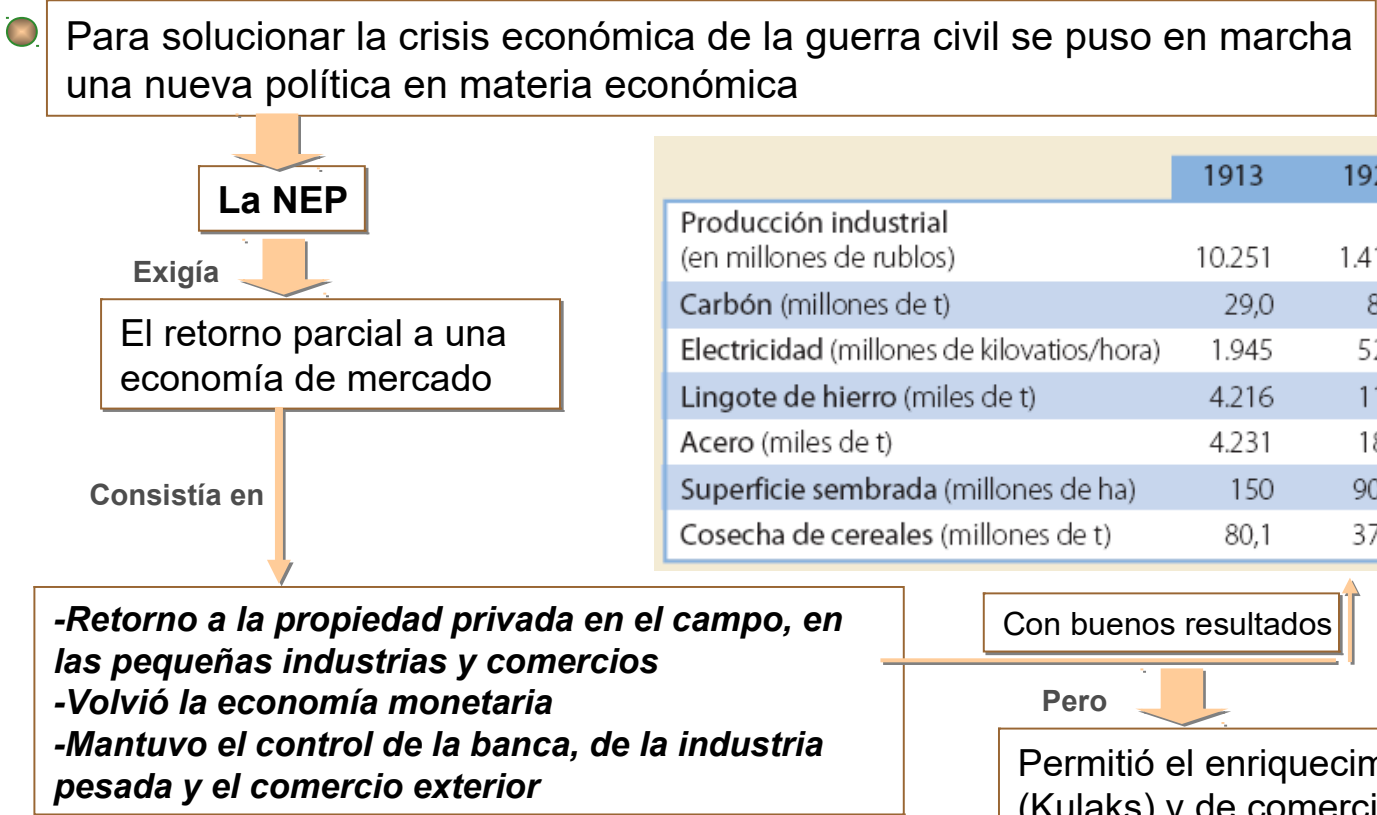 Para solucionar la crisis económica de la guerra civil se puso en marcha
una nueva política en materia económica
La NEP
Exigía
El retorno parcial a una
economía de mercado
Consistía en
-Retorno a la propiedad privada en el campo, en
las pequeñas industrias y comercios
-Volvió la economía monetaria
-Mantuvo el control de la banca, de la industria
pesada y el comercio exterior
1913
Producción industrial
(en millones de rublos) 10.251
Carbón (millones de t) 29,0
Electricidad (millones de kilovatios/hora) 1.945
Lingote de hierro (miles de t) 4.216
Acero (miles de t) 4.231
Superficie sembrada (millones de ha) 150
Cosecha de cereales (millones de t) 80,1
Con buenos resultados
Pero
Permitió el
(Kulaks) y de